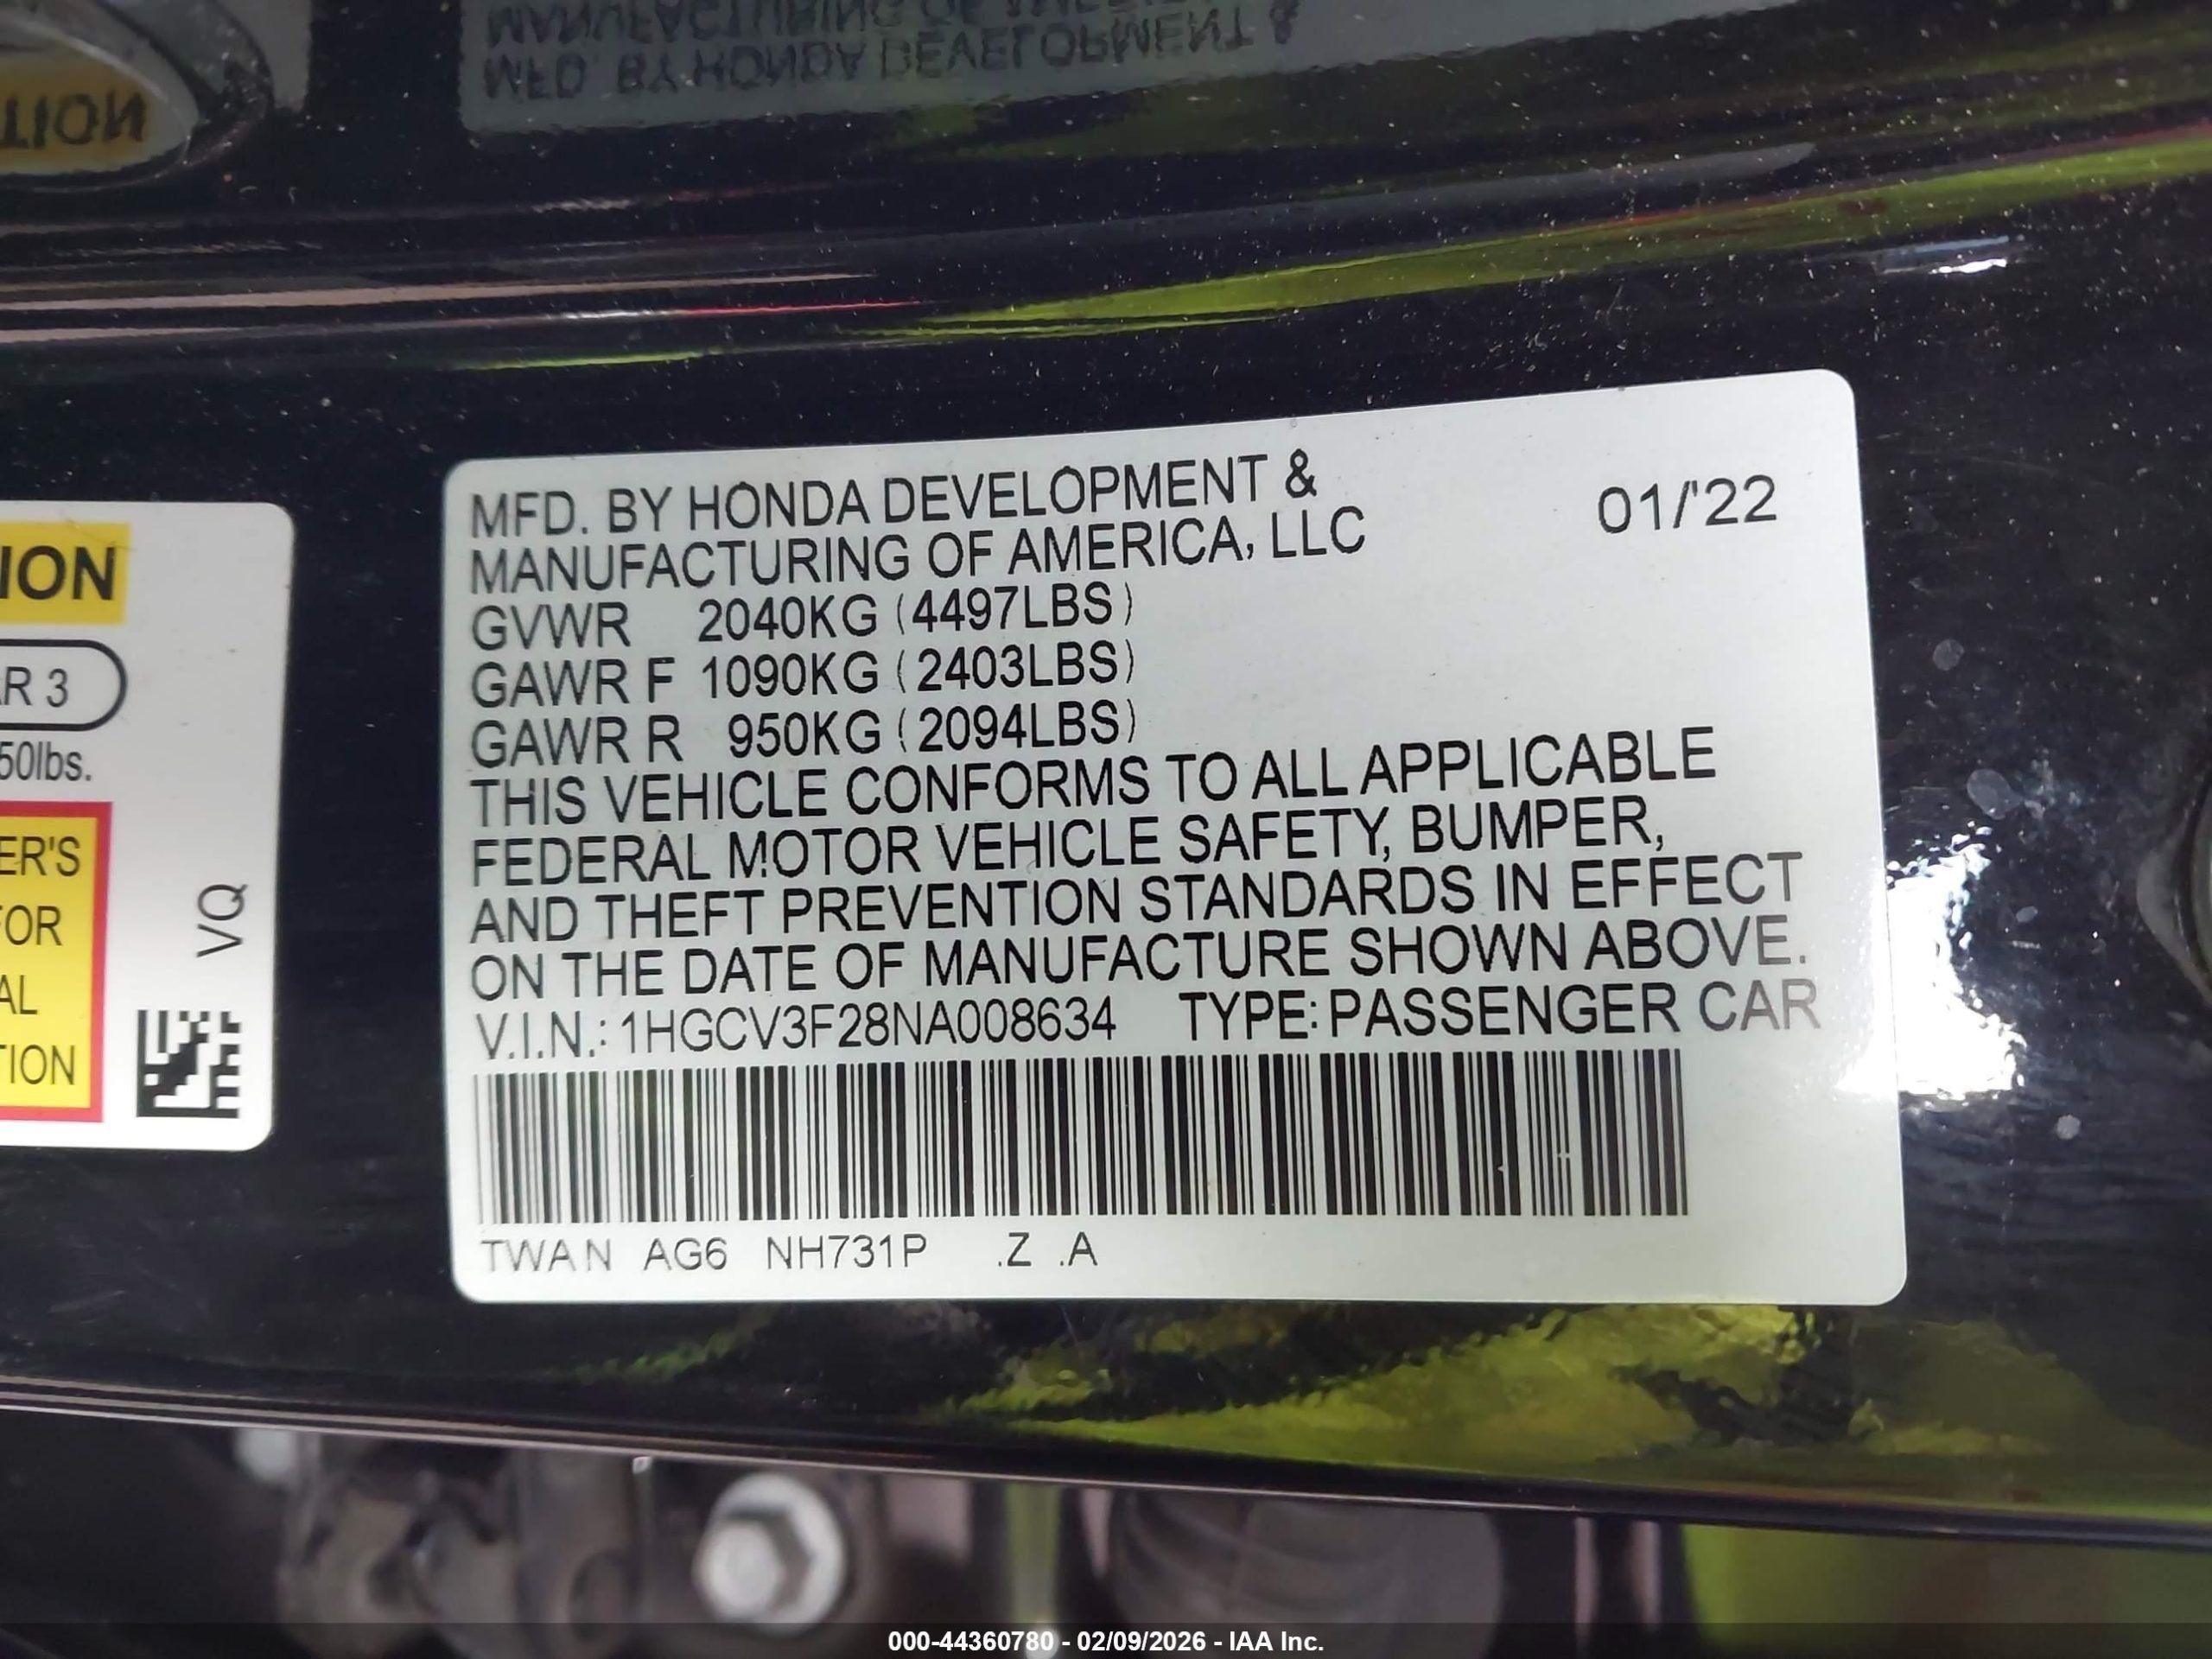 MANUFACTURING OF
MFD. BY HONDA DEVELOPMENT &
TION
MFD. BY HONDA DEVELOPMENT &
MANUFACTURING OF AMERICA, LLC
01/'22
GVWR 2040KG (4497LBS)
GAWR F 1090KG (2403LBS)
GAWR R 950KG (2094LBS)
THIS VEHICLE CONFORMS TO ALL APPLICABLE
FEDERAL MOTOR VEHICLE SAFETY, BUMPER,
AND THEFT PREVENTION STANDARDS IN EFFECT
ON THE DATE OF MANUFACTURE SHOWN ABOVE.
V.I.N.: 1HGCV3F28NA008634 TYPE: PASSENGER CAR
TWAN AG6 NH731P .Z .A
ION
R 3
50lbs.
ER'S
FOR
AL
TION
VQ
000-44360780 - 02/09/2026 - IAA Inc.